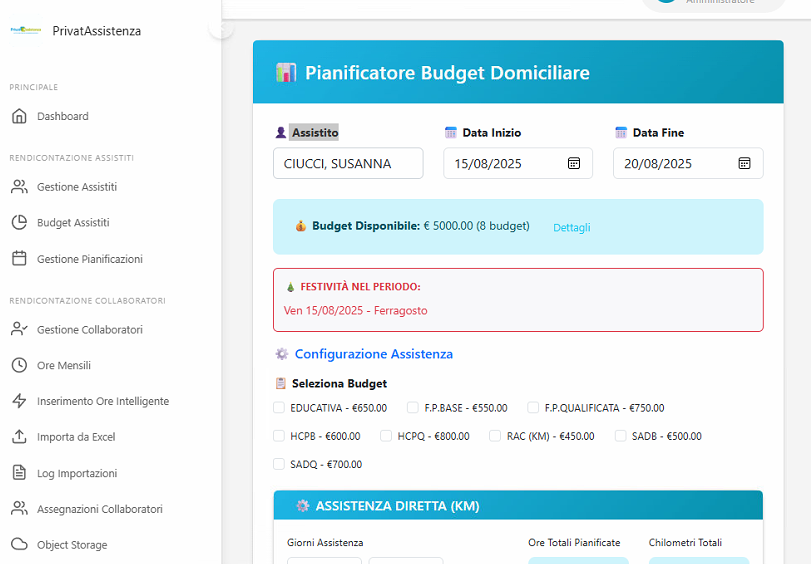 Amministratore
PrivatAssistenza
PRINCIPALE
Dashboard
RENDICONTAZIONE ASSISTITI
Gestione Assistiti
Budget Assistiti
Gestione Pianificazioni
RENDICONTAZIONE COLLABORATORI
Gestione Collaboratori
Ore Mensili
Inserimento Ore Intelligente
Importa da Excel
Log Importazioni
Assegnazioni Collaboratori
Object Storage
Pianificatore Budget Domiciliare
Assistito Data Inizio Data Fine
CIUCCI, SUSANNA 15/08/2025 20/08/2025
Budget Disponibile: € 5000.00 (8 budget) Dettagli
FESTIVITÀ NEL PERIODO:
Ven 15/08/2025 - Ferragosto
Configurazione Assistenza
Seleziona Budget
EDUCATIVA - €650.00 F.P.BASE - €550.00 F.P.QUALIFICATA - €750.00
HCPB - €600.00 HCPQ - €800.00 RAC (KM) - €450.00 SADB - €500.00
SADQ - €700.00
ASSISTENZA DIRETTA (KM)
Giorni Assistenza Ore Totali Pianificate Chilometri Totali